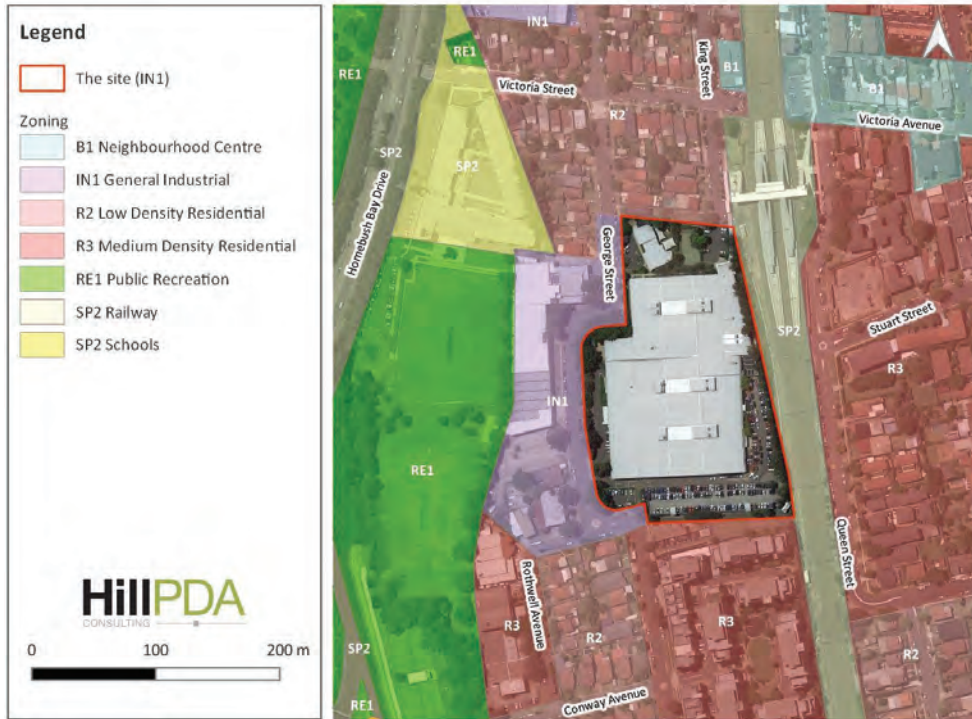 Legend
The site (IN1)
Zoning
B1 Neighbourhood Centre
IN1 General Industrial
R2 Low Density Residential
R3 Medium Density Residential
RE1 Public Recreation
SP2 Railway
SP2 Schools
HillPDA
CONSULTING
0 100 200 m
IN1
RE1
RE1
King Street
B1
B1
Victoria Street
R2
Victoria Avenue
SP2
SP2
Homebush Bay Drive
George Street
Stuart Street
SP2
R3
IN1
RE1
Queen Street
Rothwell Avenue
R3
R2
R3
SP2
R2
Conway Avenue
RE1